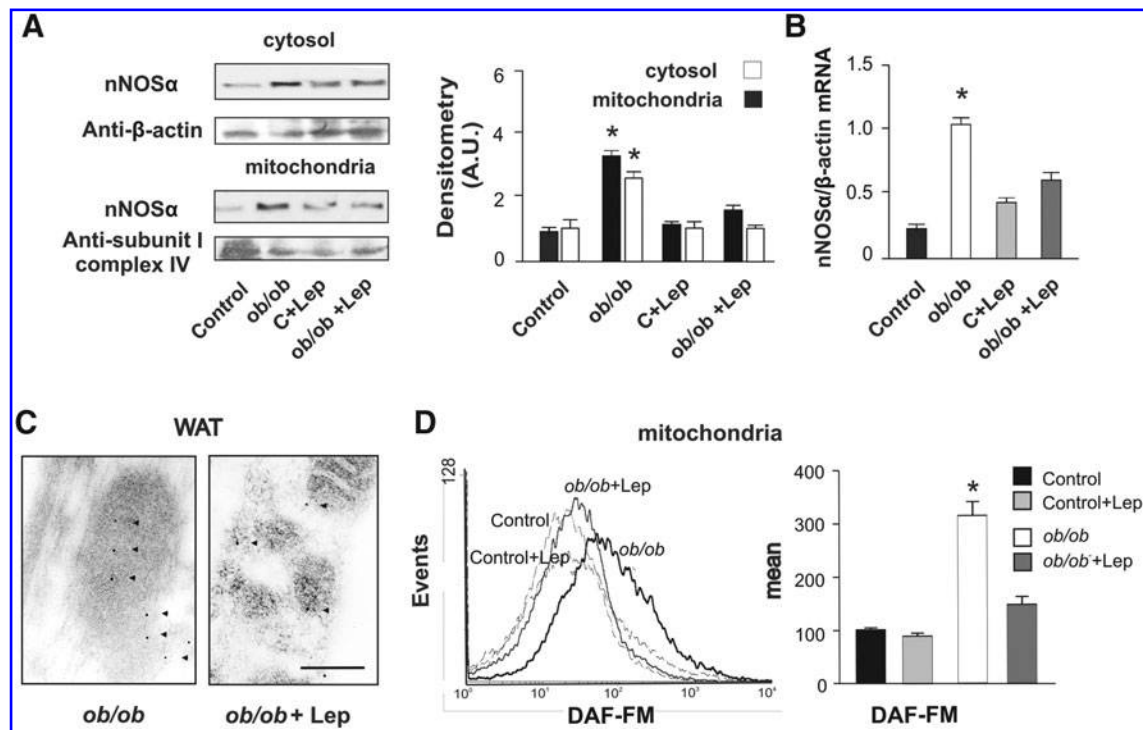 A
cytosol
nNOSα
Anti-β-actin
mitochondria
nNOSα
Anti-subunit I
complex IV
Control
ob/ob
C+Lep
ob/ob +Lep
Densitometry
(A.U.)
6
4
2
0
cytosol
mitochondria
*
*
Control
ob/ob
C+Lep
ob/ob +Lep
B
nNOSα/β-actin mRNA
1.5
1.0
0.5
0
*
Control
ob/ob
C+Lep
ob/ob +Lep
C
WAT
ob/ob
ob/ob + Lep
D
mitochondria
128
Events
ob/ob+Lep
Control
Control+Lep
ob/ob
10⁰
10¹
10²
10³
10⁴
DAF-FM
mean
400
300
200
100
00
*
DAF-FM
Control
Control+Lep
ob/ob
ob/ob+Lep